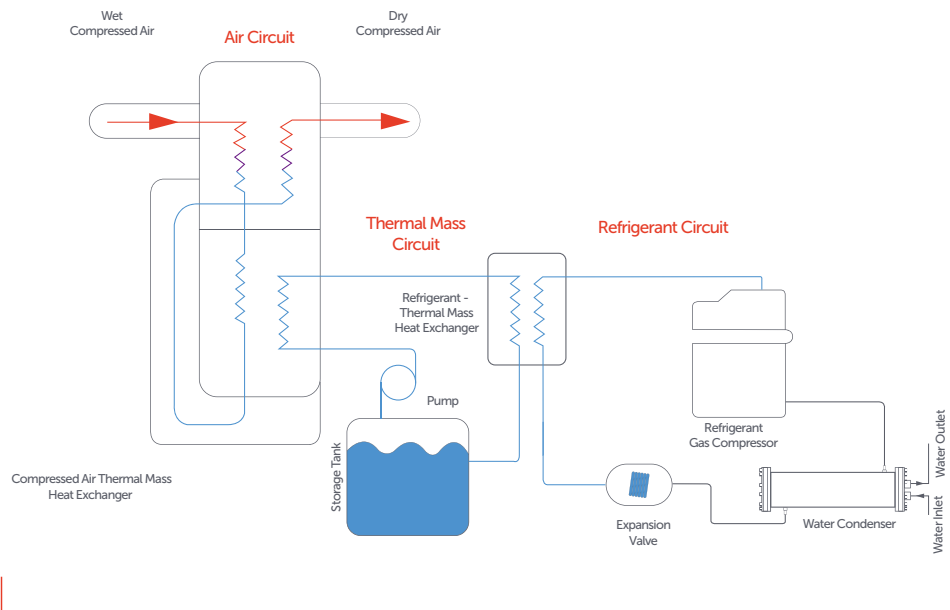 Wet
Compressed Air
Dry
Compressed Air
Air Circuit
Thermal Mass
Circuit
Refrigerant Circuit
Refrigerant -
Thermal Mass
Heat Exchanger
Pump
Refrigerant
Gas Compressor
Storage Tank
Water Outlet
Compressed Air Thermal Mass
Heat Exchanger
Expansion
Valve
Water Condenser
Water Inlet